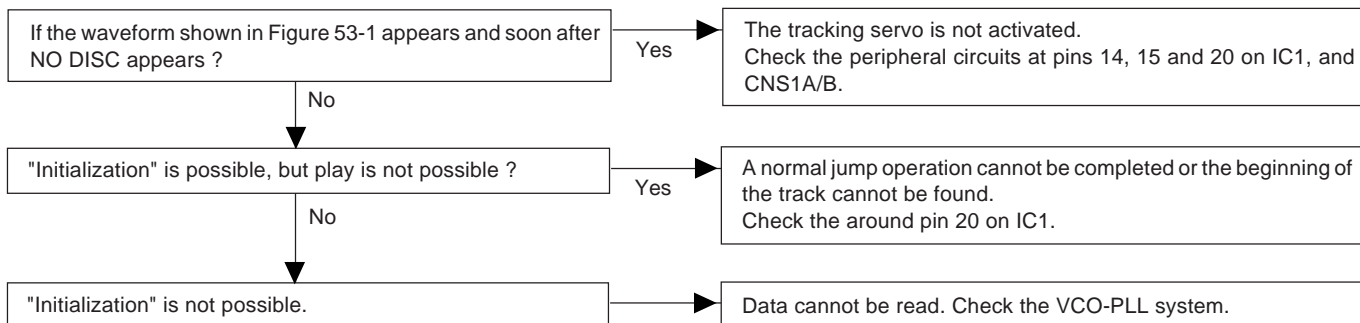 If the waveform shown in Figure 53-1 appears and soon after
NO DISC appears ?
Yes
The tracking servo is not activated.
Check the peripheral circuits at pins 14, 15 and 20 on IC1, and
CNS1A/B.
No
"Initialization" is possible, but play is not possible ?
Yes
A normal jump operation cannot be completed or the beginning of
the track cannot be found.
Check the around pin 20 on IC1.
No
"Initialization" is not possible.
Data cannot be read. Check the VCO-PLL system.